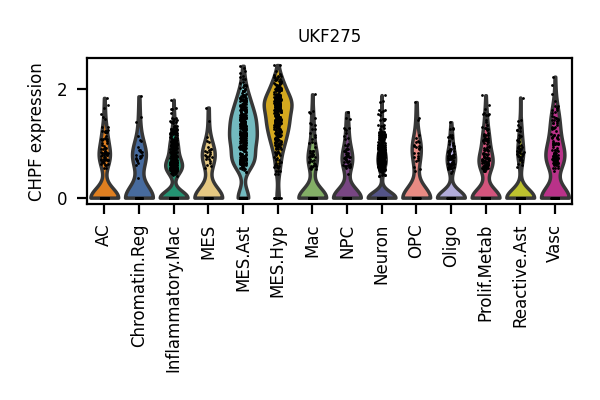 UKF275
CHPF expression
2
0
AC
Chromatin.Reg
Inflammatory.Mac
MES
MES.Ast
MES.Hyp
Mac
NPC
Neuron
OPC
Oligo
Prolif.Metab
Reactive.Ast
Vasc